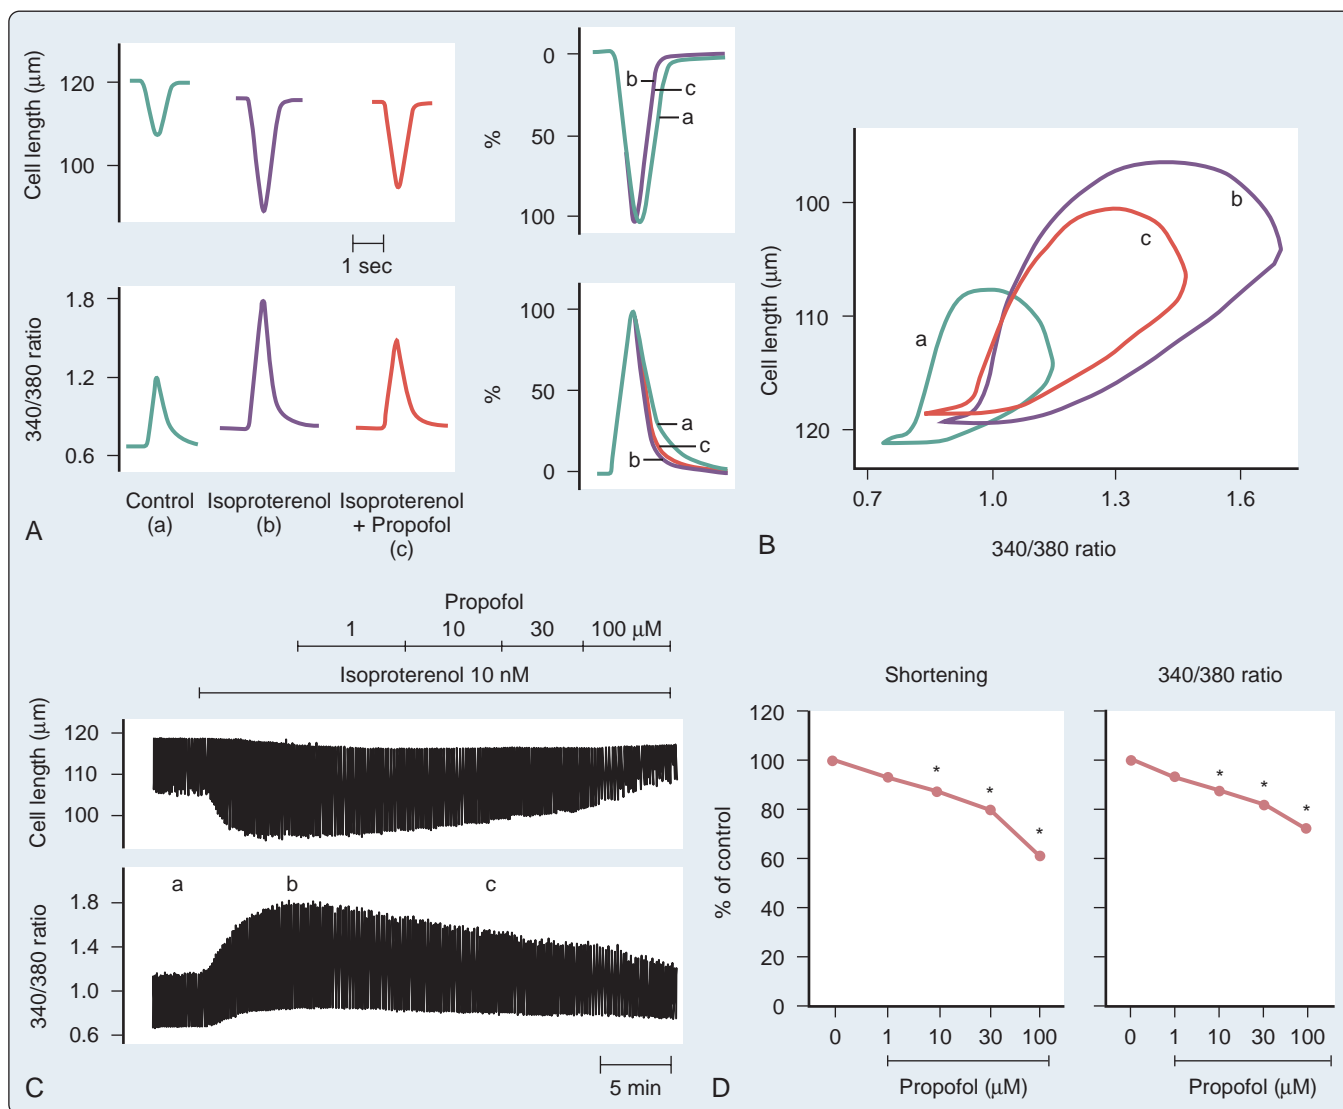 Cell length (μm)
120
100
1 sec
340/380 ratio
1.8
1.2
0.6
Control
(a)
Isoproterenol
(b)
Isoproterenol
+ Propofol
(c)
A
%
0
50
100
b
c
a
%
100
50
0
a
c
b
Cell length (μm)
100
110
120
a
b
c
0.7
1.0
1.3
1.6
340/380 ratio
B
Propofol
1 10 30 100 μM
Isoproterenol 10 nM
Cell length (μm)
120
110
100
340/380 ratio
a b c
1.8
1.4
1.0
0.6
5 min
C
Shortening
% of control
120
100
80
60
40
20
0
* * *
0 1 10 30 100
Propofol (μM)
340/380 ratio
* * *
0 1 10 30 100
Propofol (μM)
D